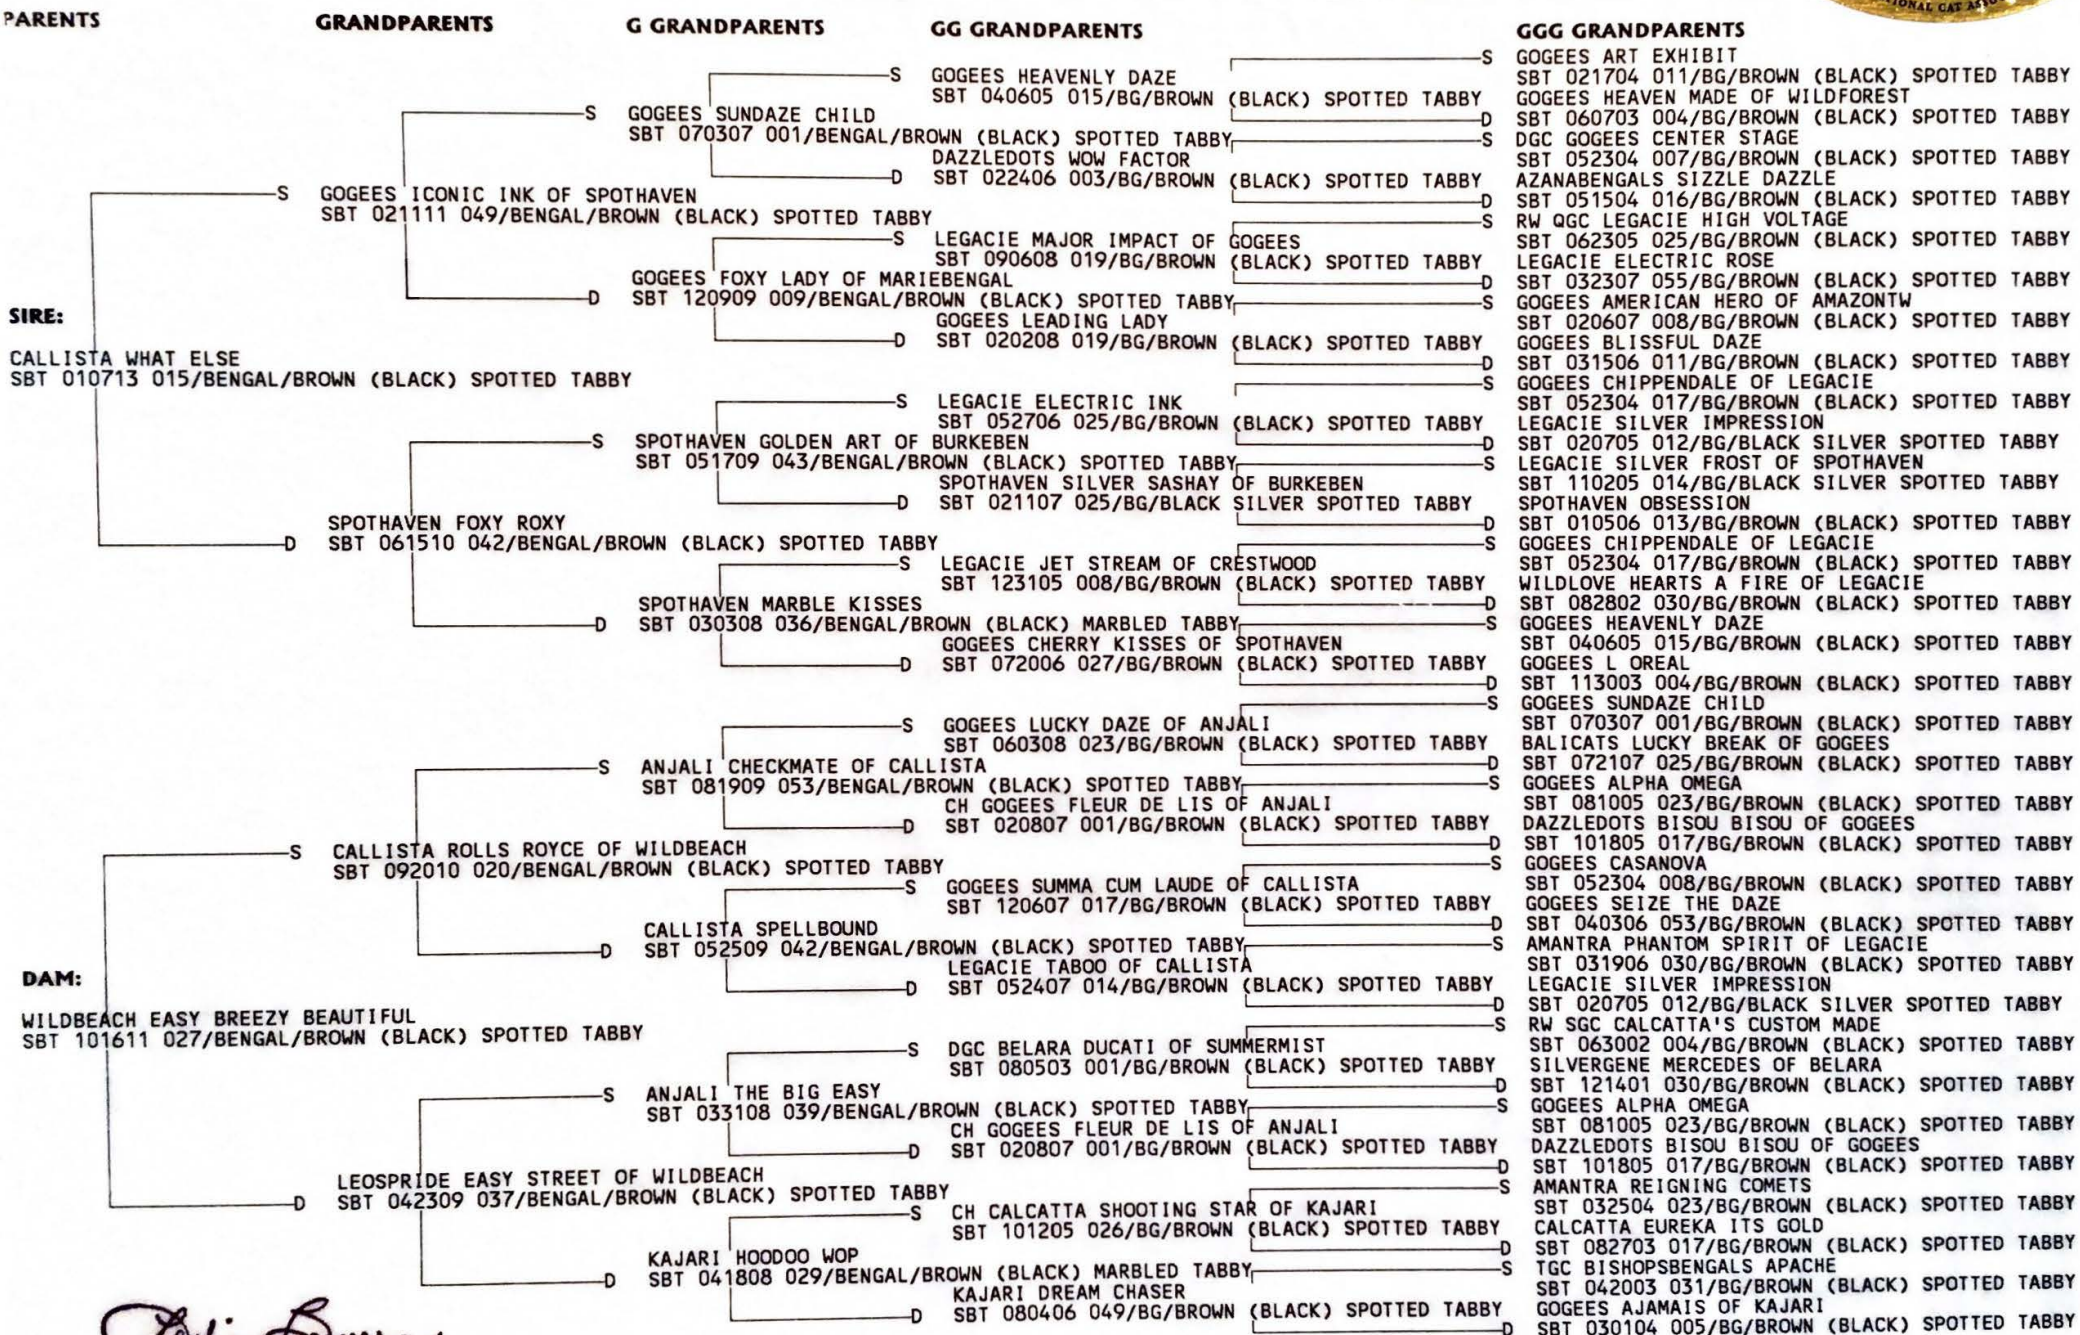 PARENTS
GRANDPARENTS
G GRANDPARENTS
GG GRANDPARENTS
GGG GRANDPARENTS
SIRE:
CALLISTA WHAT ELSE
SBT 010713 015/BENGAL/BROWN (BLACK) SPOTTED TABBY
DAM:
WILDBEACH EASY BREEZY BEAUTIFUL
SBT 101611 027/BENGAL/BROWN (BLACK) SPOTTED TABBY
S GOGEES ICONIC INK OF SPOTHAVEN
SBT 021111 049/BENGAL/BROWN (BLACK) SPOTTED TABBY
SPOTHAVEN FOXY ROXY
D SBT 061510 042/BENGAL/BROWN (BLACK) SPOTTED TABBY
S CALLISTA ROLLS ROYCE OF WILDBEACH
SBT 092010 020/BENGAL/BROWN (BLACK) SPOTTED TABBY
LEOSPRIDE EASY STREET OF WILDBEACH
D SBT 042309 037/BENGAL/BROWN (BLACK) SPOTTED TABBY
S GOGEES SUNDAZE CHILD
SBT 070307 001/BENGAL/BROWN (BLACK) SPOTTED TABBY
GOGEES FOXY LADY OF MARIEBENGAL
D SBT 120909 009/BENGAL/BROWN (BLACK) SPOTTED TABBY
S SPOTHAVEN GOLDEN ART OF BURKEBEN
SBT 051709 043/BENGAL/BROWN (BLACK) SPOTTED TABBY
SPOTHAVEN MARBLE KISSES
D SBT 030308 036/BENGAL/BROWN (BLACK) MARBLED TABBY
S ANJALI CHECKMATE OF CALLISTA
SBT 081909 053/BENGAL/BROWN (BLACK) SPOTTED TABBY
CALLISTA SPELLBOUND
D SBT 052509 042/BENGAL/BROWN (BLACK) SPOTTED TABBY
S ANJALI THE BIG EASY
SBT 033108 039/BENGAL/BROWN (BLACK) SPOTTED TABBY
KAJARI HOODOO WOP
D SBT 041808 029/BENGAL/BROWN (BLACK) MARBLED TABBY
S GOGEES HEAVENLY DAZE
SBT 040605 015/BG/BROWN (BLACK) SPOTTED TABBY
DAZZLEDOTS WOW FACTOR
D SBT 022406 003/BG/BROWN (BLACK) SPOTTED TABBY
S LEGACIE MAJOR IMPACT OF GOGEES
SBT 090608 019/BG/BROWN (BLACK) SPOTTED TABBY
GOGEES LEADING LADY
D SBT 020208 019/BG/BROWN (BLACK) SPOTTED TABBY
S LEGACIE ELECTRIC INK
SBT 052706 025/BG/BROWN (BLACK) SPOTTED TABBY
SPOTHAVEN SILVER SASHAY OF BURKEBEN
D SBT 021107 025/BG/BLACK SILVER SPOTTED TABBY
S LEGACIE JET STREAM OF CRESTWOOD
SBT 123105 008/BG/BROWN (BLACK) SPOTTED TABBY
GOGEES CHERRY KISSES OF SPOTHAVEN
D SBT 072006 027/BG/BROWN (BLACK) SPOTTED TABBY
S GOGEES LUCKY DAZE OF ANJALI
SBT 060308 023/BG/BROWN (BLACK) SPOTTED TABBY
CH GOGEES FLEUR DE LIS OF ANJALI
D SBT 020807 001/BG/BROWN (BLACK) SPOTTED TABBY
S GOGEES SUMMA CUM LAUDE OF CALLISTA
SBT 120607 017/BG/BROWN (BLACK) SPOTTED TABBY
LEGACIE TABOO OF CALLISTA
D SBT 052407 014/BG/BROWN (BLACK) SPOTTED TABBY
S DGC BELARA DUCATI OF SUMMERMIST
SBT 080503 001/BG/BROWN (BLACK) SPOTTED TABBY
CH GOGEES FLEUR DE LIS OF ANJALI
D SBT 020807 001/BG/BROWN (BLACK) SPOTTED TABBY
S CH CALCATTA SHOOTING STAR OF KAJARI
SBT 101205 026/BG/BROWN (BLACK) SPOTTED TABBY
KAJARI DREAM CHASER
D SBT 080406 049/BG/BROWN (BLACK) SPOTTED TABBY
S GOGEES ART EXHIBIT
SBT 021704 011/BG/BROWN (BLACK) SPOTTED TABBY
GOGEES HEAVEN MADE OF WILDFOREST
D SBT 060703 004/BG/BROWN (BLACK) SPOTTED TABBY
S DGC GOGEES CENTER STAGE
SBT 052304 007/BG/BROWN (BLACK) SPOTTED TABBY
AZANABENGALS SIZZLE DAZZLE
D SBT 051504 016/BG/BROWN (BLACK) SPOTTED TABBY
S RW QGC LEGACIE HIGH VOLTAGE
SBT 062305 025/BG/BROWN (BLACK) SPOTTED TABBY
LEGACIE ELECTRIC ROSE
D SBT 032307 055/BG/BROWN (BLACK) SPOTTED TABBY
S GOGEES AMERICAN HERO OF AMAZONTW
SBT 020607 008/BG/BROWN (BLACK) SPOTTED TABBY
GOGEES BLISSFUL DAZE
D SBT 031506 011/BG/BROWN (BLACK) SPOTTED TABBY
S GOGEES CHIPPENDALE OF LEGACIE
SBT 052304 017/BG/BROWN (BLACK) SPOTTED TABBY
LEGACIE SILVER IMPRESSION
D SBT 020705 012/BG/BLACK SILVER SPOTTED TABBY
S LEGACIE SILVER FROST OF SPOTHAVEN
SBT 110205 014/BG/BLACK SILVER SPOTTED TABBY
SPOTHAVEN OBSESSION
D SBT 010506 013/BG/BROWN (BLACK) SPOTTED TABBY
S GOGEES CHIPPENDALE OF LEGACIE
SBT 052304 017/BG/BROWN (BLACK) SPOTTED TABBY
WILDLOVE HEARTS A FIRE OF LEGACIE
D SBT 082802 030/BG/BROWN (BLACK) SPOTTED TABBY
S GOGEES HEAVENLY DAZE
SBT 040605 015/BG/BROWN (BLACK) SPOTTED TABBY
GOGEES L OREAL
D SBT 113003 004/BG/BROWN (BLACK) SPOTTED TABBY
S GOGEES SUNDAZE CHILD
SBT 070307 001/BG/BROWN (BLACK) SPOTTED TABBY
BALICATS LUCKY BREAK OF GOGEES
D SBT 072107 025/BG/BROWN (BLACK) SPOTTED TABBY
S GOGEES ALPHA OMEGA
SBT 081005 023/BG/BROWN (BLACK) SPOTTED TABBY
DAZZLEDOTS BISOU BISOU OF GOGEES
D SBT 101805 017/BG/BROWN (BLACK) SPOTTED TABBY
S GOGEES CASANOVA
SBT 052304 008/BG/BROWN (BLACK) SPOTTED TABBY
GOGEES SEIZE THE DAZE
D SBT 040306 053/BG/BROWN (BLACK) SPOTTED TABBY
S AMANTRA PHANTOM SPIRIT OF LEGACIE
SBT 031906 030/BG/BROWN (BLACK) SPOTTED TABBY
LEGACIE SILVER IMPRESSION
D SBT 020705 012/BG/BLACK SILVER SPOTTED TABBY
S RW SGC CALCATTA'S CUSTOM MADE
SBT 063002 004/BG/BROWN (BLACK) SPOTTED TABBY
SILVERGENE MERCEDES OF BELARA
D SBT 121401 030/BG/BROWN (BLACK) SPOTTED TABBY
S GOGEES ALPHA OMEGA
SBT 081005 023/BG/BROWN (BLACK) SPOTTED TABBY
DAZZLEDOTS BISOU BISOU OF GOGEES
D SBT 101805 017/BG/BROWN (BLACK) SPOTTED TABBY
S AMANTRA REIGNING COMETS
SBT 032504 023/BG/BROWN (BLACK) SPOTTED TABBY
CALCATTA EUREKA ITS GOLD
D SBT 082703 017/BG/BROWN (BLACK) SPOTTED TABBY
S TGC BISHOPSBENGALS APACHE
SBT 042003 031/BG/BROWN (BLACK) SPOTTED TABBY
GOGEES AJAMAIS OF KAJARI
D SBT 030104 005/BG/BROWN (BLACK) SPOTTED TABBY